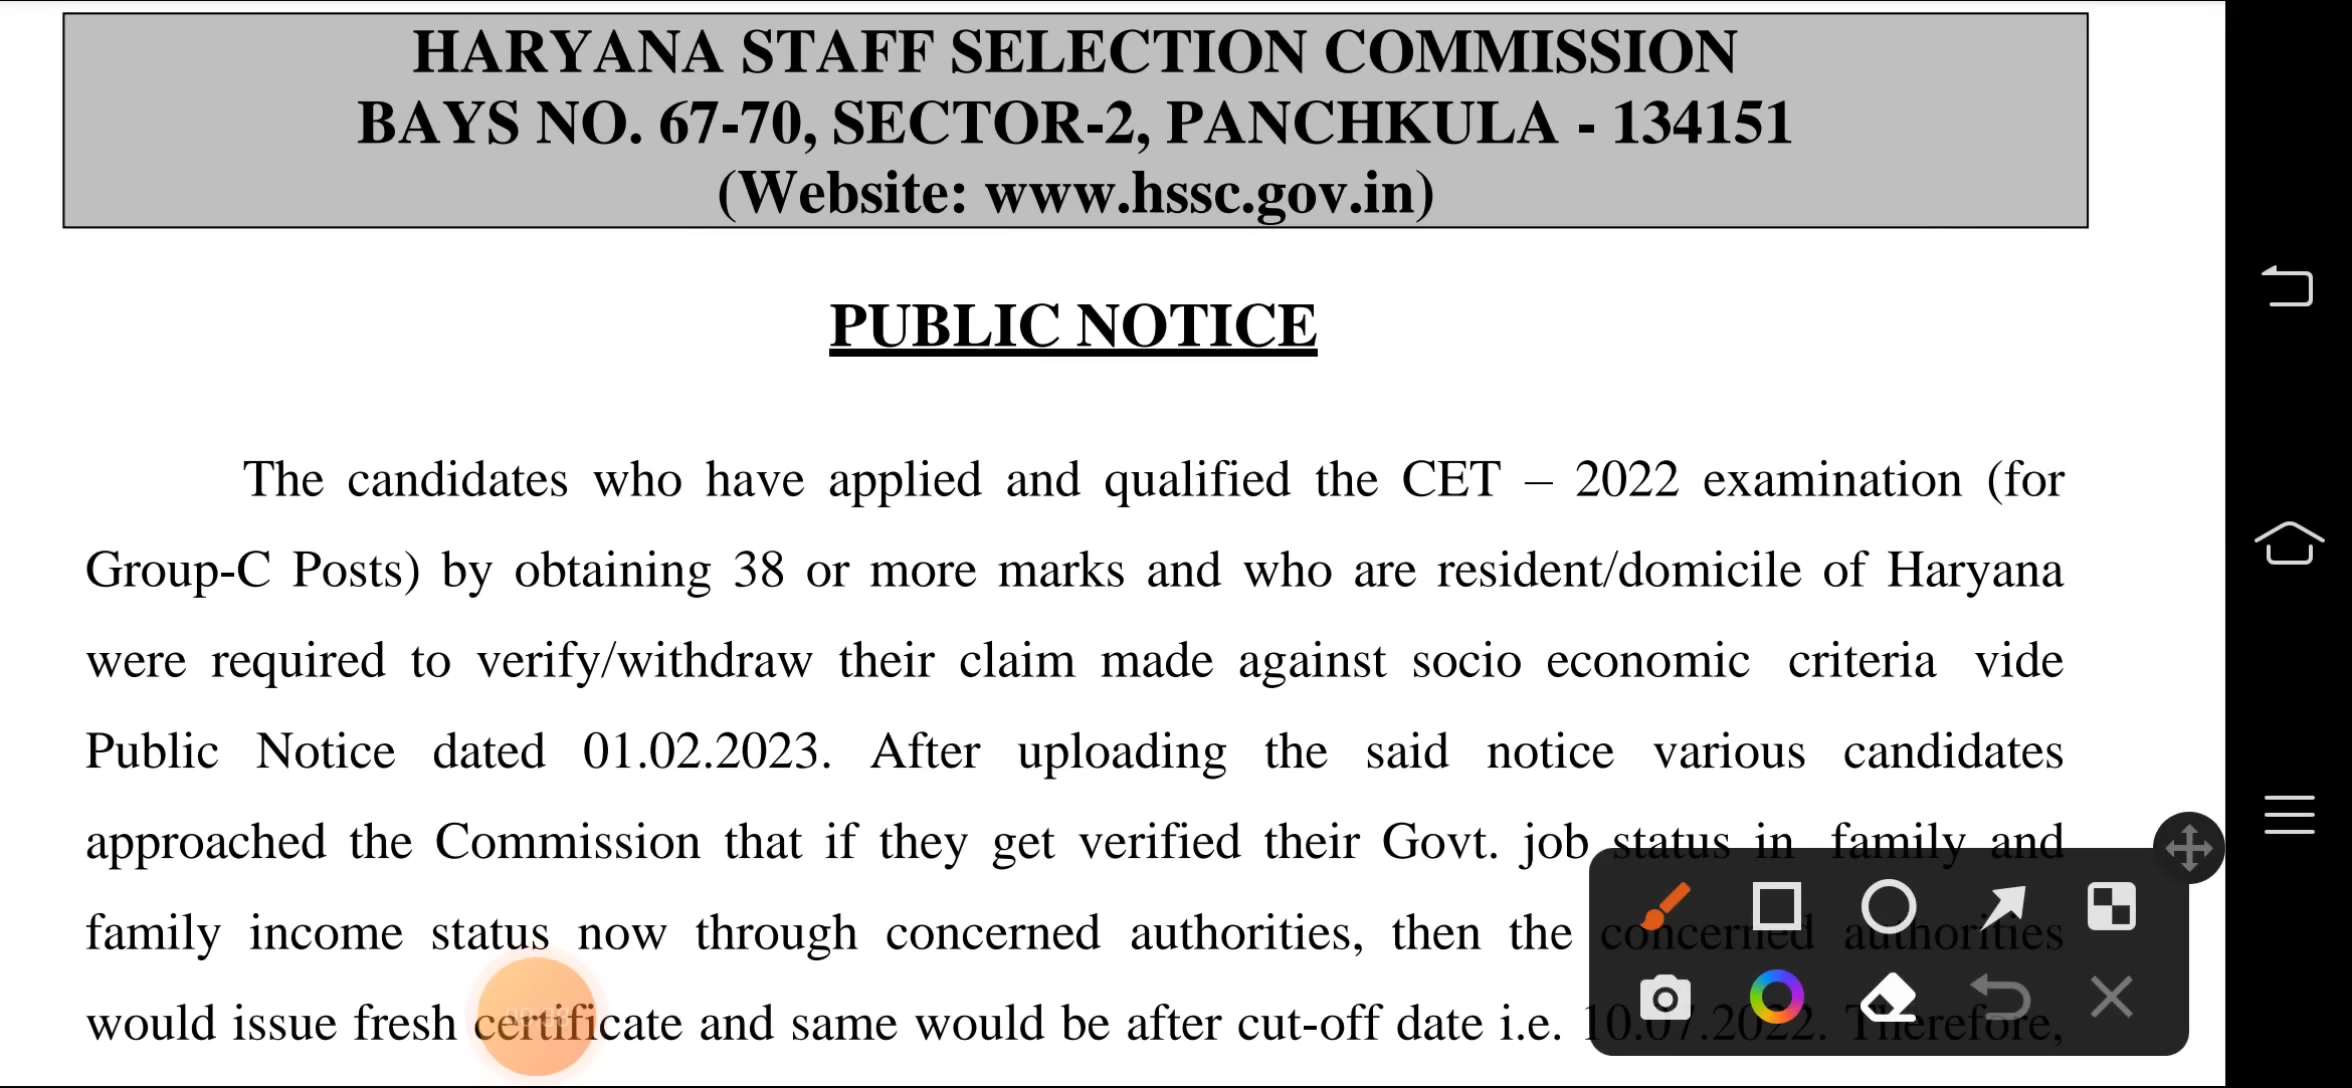 HARYANA STAFF SELECTION COMMISSION
BAYS NO. 67-70, SECTOR-2, PANCHKULA - 134151
(Website: www.hssc.gov.in)
PUBLIC NOTICE
The candidates who have applied and qualified the CET – 2022 examination (for
Group-C Posts) by obtaining 38 or more marks and who are resident/domicile of Haryana
were required to verify/withdraw their claim made against socio economic criteria vide
Public Notice dated 01.02.2023. After uploading the said notice various candidates
approached the Commission that if they get verified their Govt. job status in family and
family income status now through concerned authorities, then the concerned authorities
would issue fresh certificate and same would be after cut-off date i.e. 10.07.2022. Therefore,